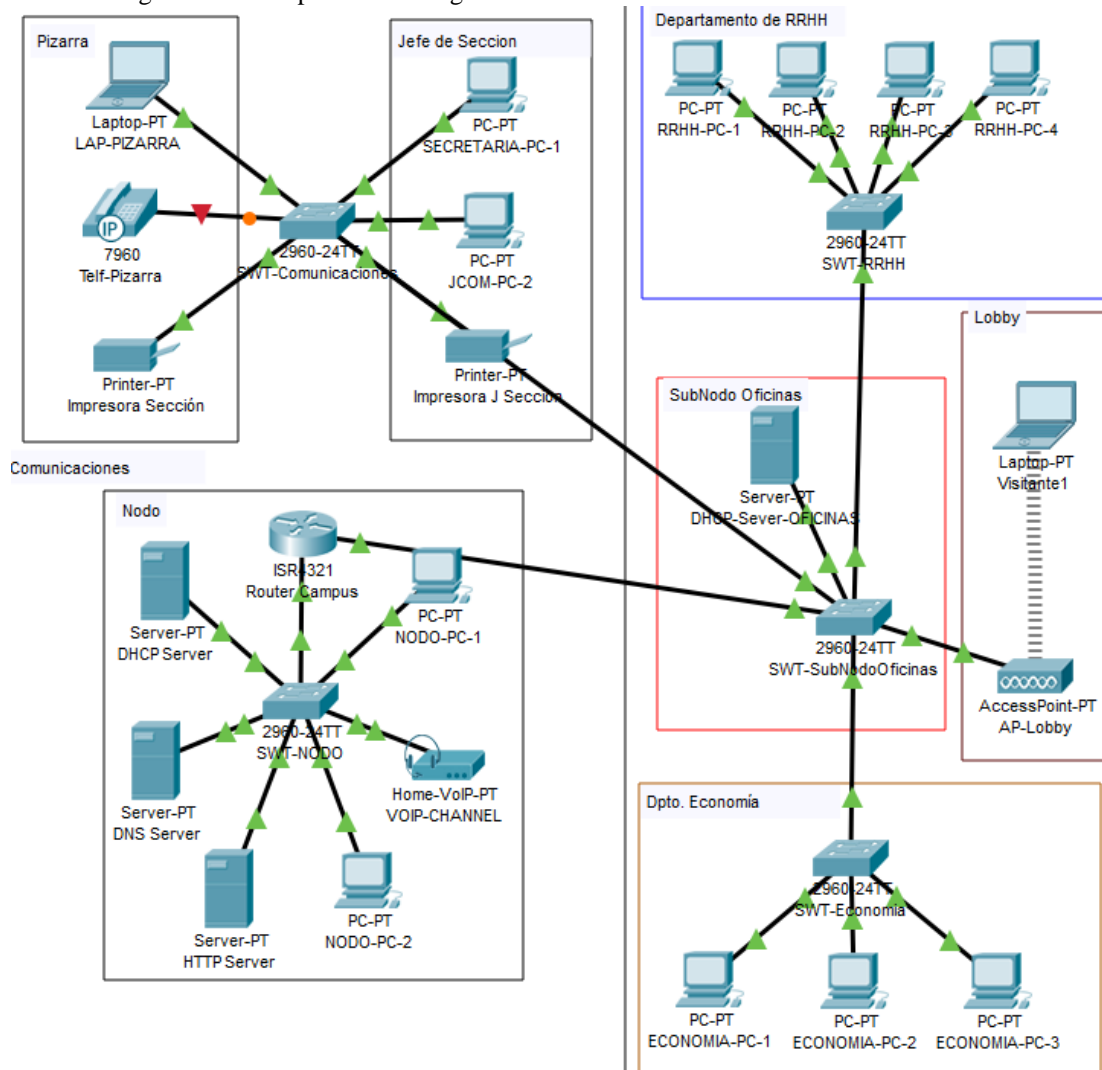 Pizarra
Laptop-PT
LAP-PIZARRA
IP
7960
Telf-Pizarra
Printer-PT
Impresora Sección
2960-24TT
SWT-Comunicaciones
Jefe de Seccion
PC-PT
SECRETARIA-PC-1
PC-PT
JCOM-PC-2
Printer-PT
Impresora J Sección
Departamento de RRHH
PC-PT
RRHH-PC-1
PC-PT
RRHH-PC-2
PC-PT
RRHH-PC-3
PC-PT
RRHH-PC-4
2960-24TT
SWT-RRHH
Lobby
Laptop-PT
Visitante1
AccessPoint-PT
AP-Lobby
SubNodo Oficinas
Server-PT
DHCP-Sever-OFICINAS
2960-24TT
SWT-SubNodoOficinas
Comunicaciones
Nodo
ISR4321
Router Campus
Server-PT
DHCP Server
PC-PT
NODO-PC-1
2960-24TT
SWT-NODO
Server-PT
DNS Server
Home-VoIP-PT
VOIP-CHANNEL
Server-PT
HTTP Server
PC-PT
NODO-PC-2
Dpto. Economía
2960-24TT
SWT-Economía
PC-PT
ECONOMIA-PC-1
PC-PT
ECONOMIA-PC-2
PC-PT
ECONOMIA-PC-3